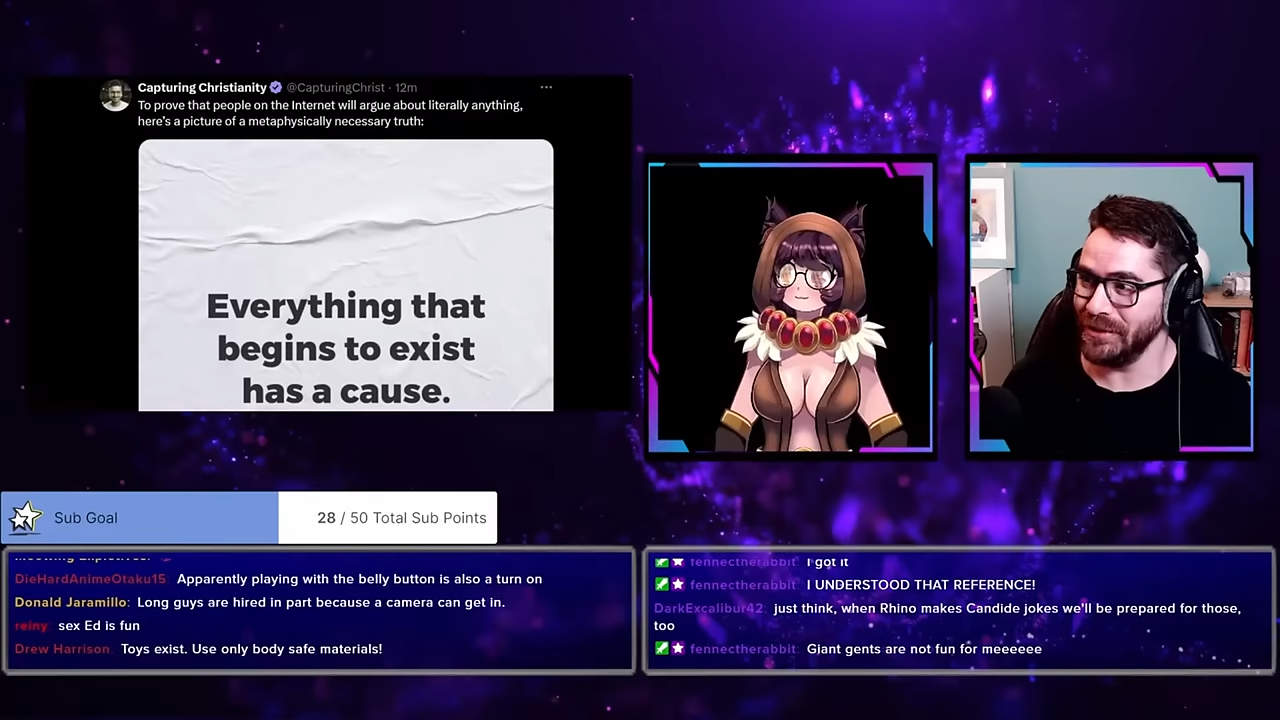 Capturing Christianity @CapturingChrist · 12m
To prove that people on the Internet will argue about literally anything,
here's a picture of a metaphysically necessary truth:
Everything that
begins to exist
has a cause.
Sub Goal
28 / 50 Total Sub Points
DieHardAnimeOtaku15: Apparently playing with the belly button is also a turn on
Donald Jaramillo: Long guys are hired in part because a camera can get in.
reiny: sex Ed is fun
Drew Harrison: Toys exist. Use only body safe materials!
fennectherabbit: I got it
fennectherabbit: I UNDERSTOOD THAT REFERENCE!
DarkExcalibur42: just think, when Rhino makes Candide jokes we'll be prepared for those,
too
fennectherabbit: Giant gents are not fun for meeeeee